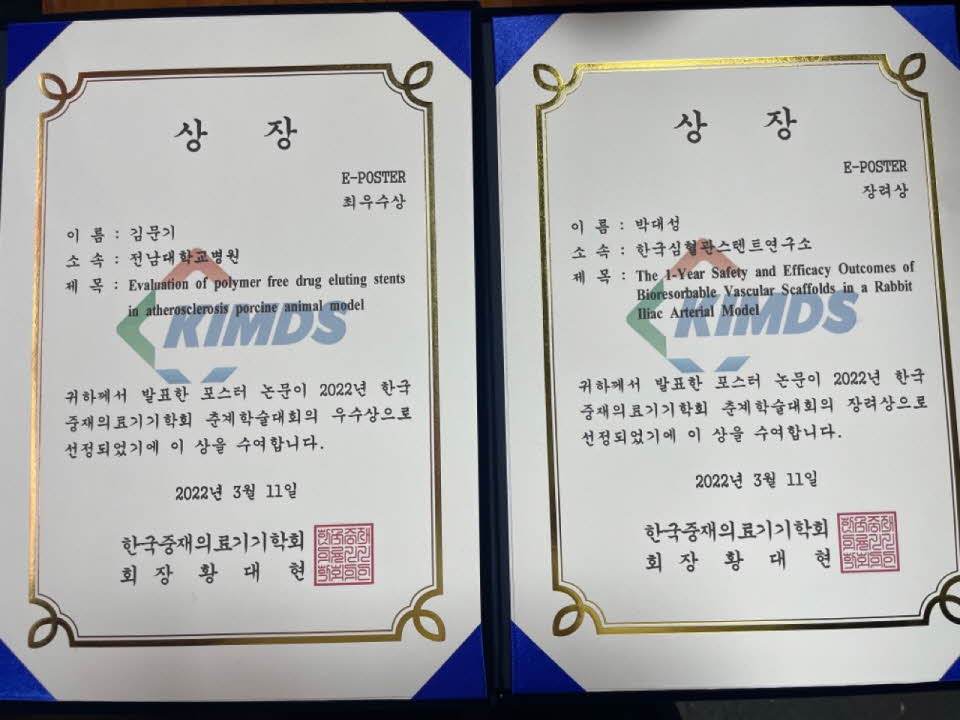 상 장
E-POSTER
최우수상
이 름 : 김문기
소 속 : 전남대학교병원
제 목 : Evaluation of polymer free drug eluting stents
in atherosclerosis porcine animal model
KIMDS
귀하께서 발표한 포스터 논문이 2022년 한국
중재의료기기학회 춘계학술대회의 우수상으로
선정되었기에 이 상을 수여합니다.
2022년 3월 11일
한국중재의료기기학회
회 장 황 대 현
상 장
E-POSTER
장려상
이 름 : 박대성
소 속 : 한국심혈관스텐트연구소
제 목 : The 1-Year Safety and Efficacy Outcomes of
Bioresorbable Vascular Scaffolds in a Rabbit
Iliac Arterial Model
KIMDS
귀하께서 발표한 포스터 논문이 2022년 한국
중재의료기기학회 춘계학술대회의 장려상으로
선정되었기에 이 상을 수여합니다.
2022년 3월 11일
한국중재의료기기학회
회 장 황 대 현